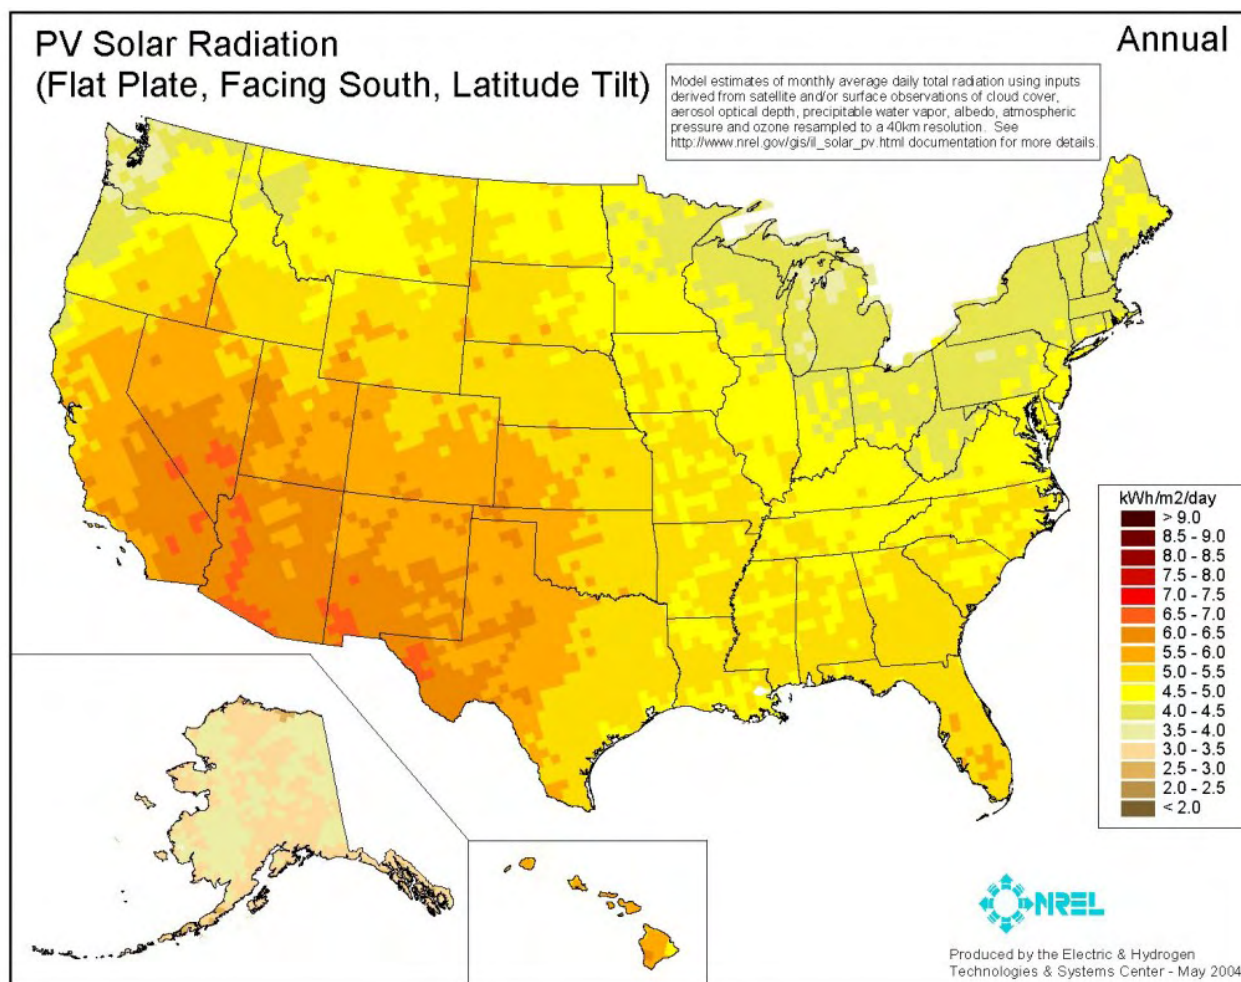 PV Solar Radiation
(Flat Plate, Facing South, Latitude Tilt)
Annual
Model estimates of monthly average daily total radiation using inputs
derived from satellite and/or surface observations of cloud cover,
aerosol optical depth, precipitable water vapor, albedo, atmospheric
pressure and ozone resampled to a 40km resolution. See
http://www.nrel.gov/gis/il_solar_pv.html documentation for more details.
kWh/m2/day
> 9.0
8.5 - 9.0
8.0 - 8.5
7.5 - 8.0
7.0 - 7.5
6.5 - 7.0
6.0 - 6.5
5.5 - 6.0
5.0 - 5.5
4.5 - 5.0
4.0 - 4.5
3.5 - 4.0
3.0 - 3.5
2.5 - 3.0
2.0 - 2.5
< 2.0
NREL
Produced by the Electric & Hydrogen
Technologies & Systems Center - May 2004